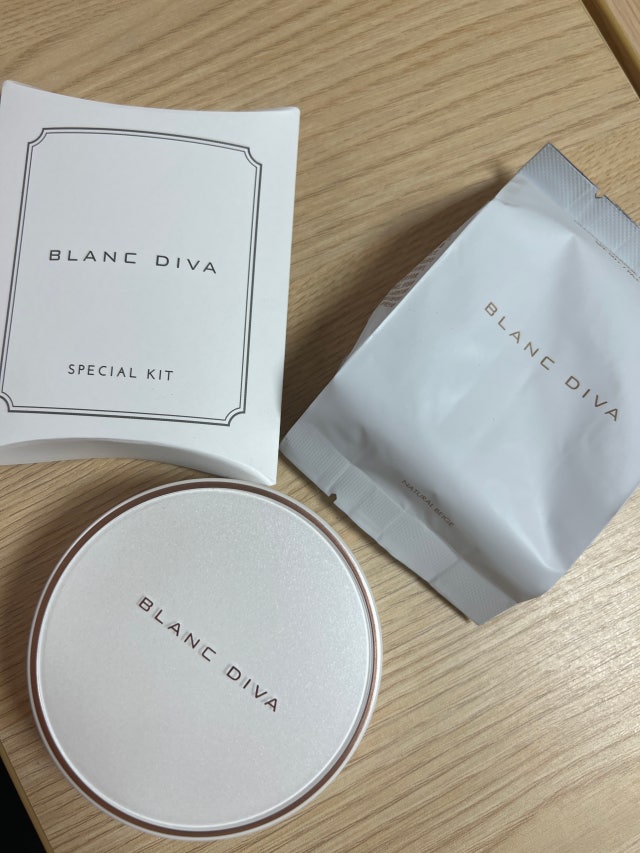 BLANC DIVA
SPECIAL KIT
BLANC DIVA
NATURAL BEIGE
BLANC DIVA